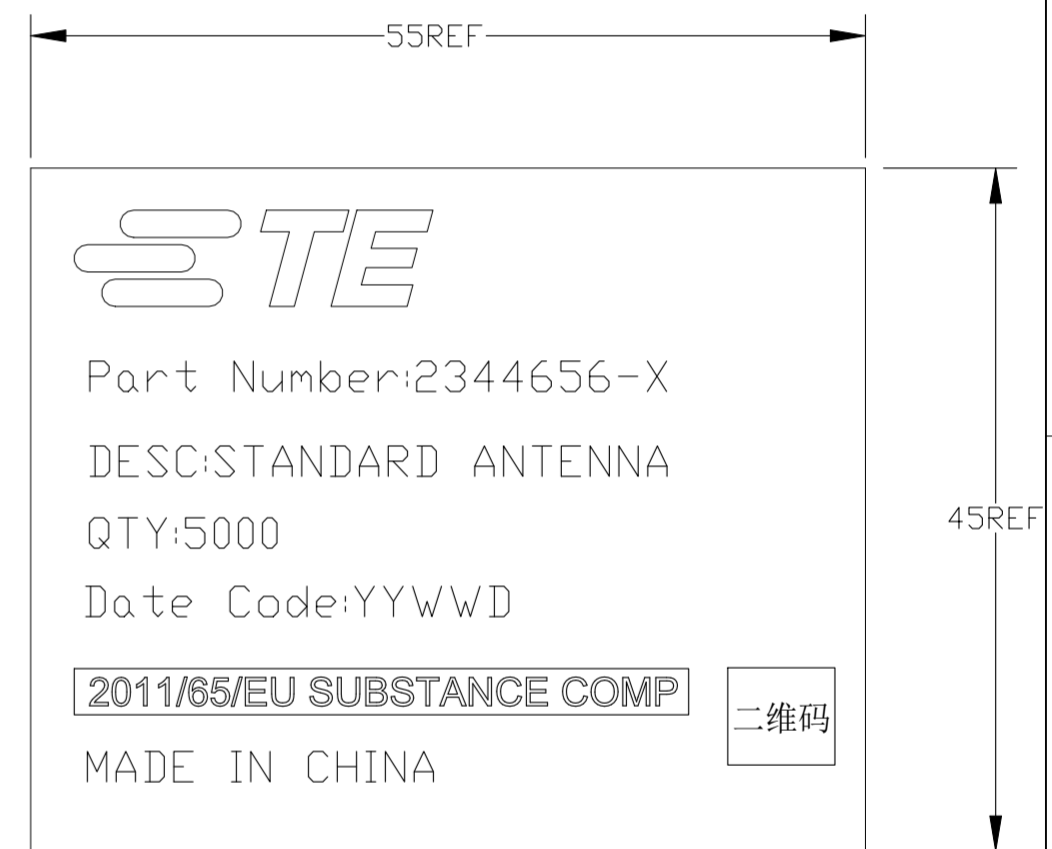 55REF
TE
Part Number:2344656-X
DESC:STANDARD ANTENNA
45REF
QTY:5000
Date Code:YYWWD
2011/65/EU SUBSTANCE COMP
二维码
MADE IN CHINA